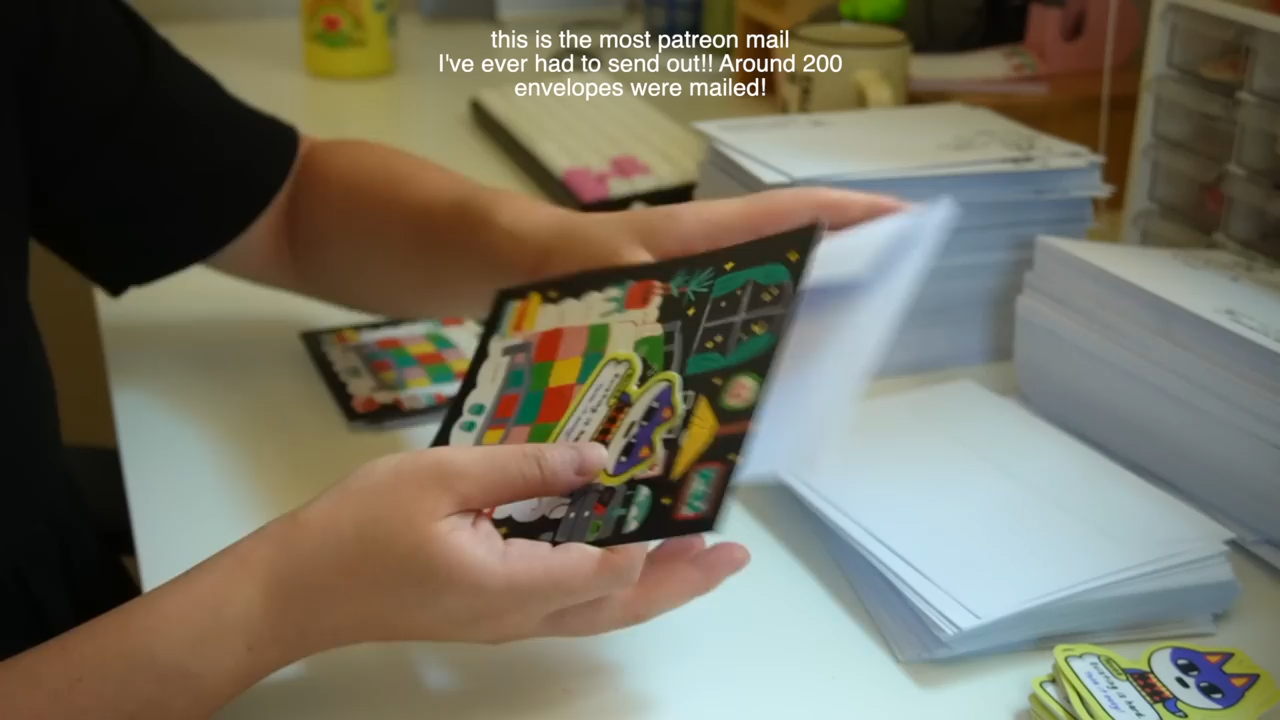 this is the most patreon mail
I've ever had to send out!! Around 200
envelopes were mailed!